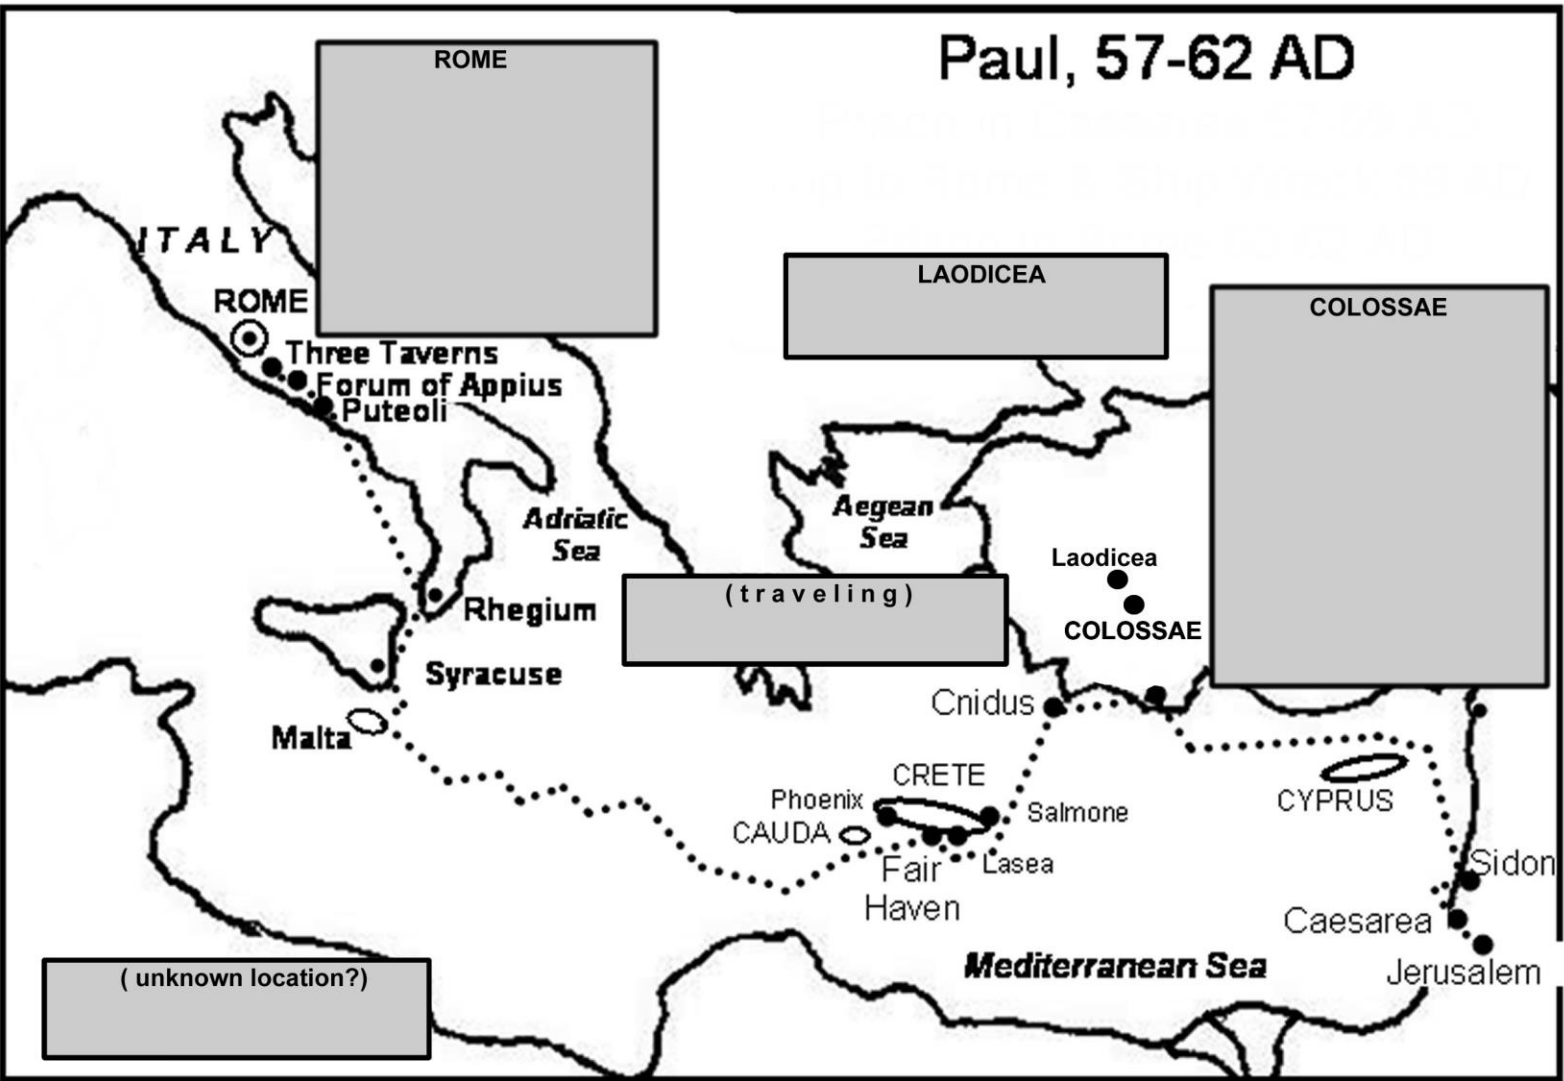 Paul, 57-62 AD
ROME
ITALY
ROME
Three Taverns
Forum of Appius
Puteoli
LAODICEA
COLOSSAE
Adriatic
Sea
Aegean
Sea
Laodicea
COLOSSAE
(traveling)
Rhegium
Syracuse
Malta
Cnidus
CRETE
Phoenix
CAUDA
Salmone
Fair
Haven
Lasea
CYPRUS
Sidon
Caesarea
Jerusalem
Mediterranean Sea
( unknown location?)